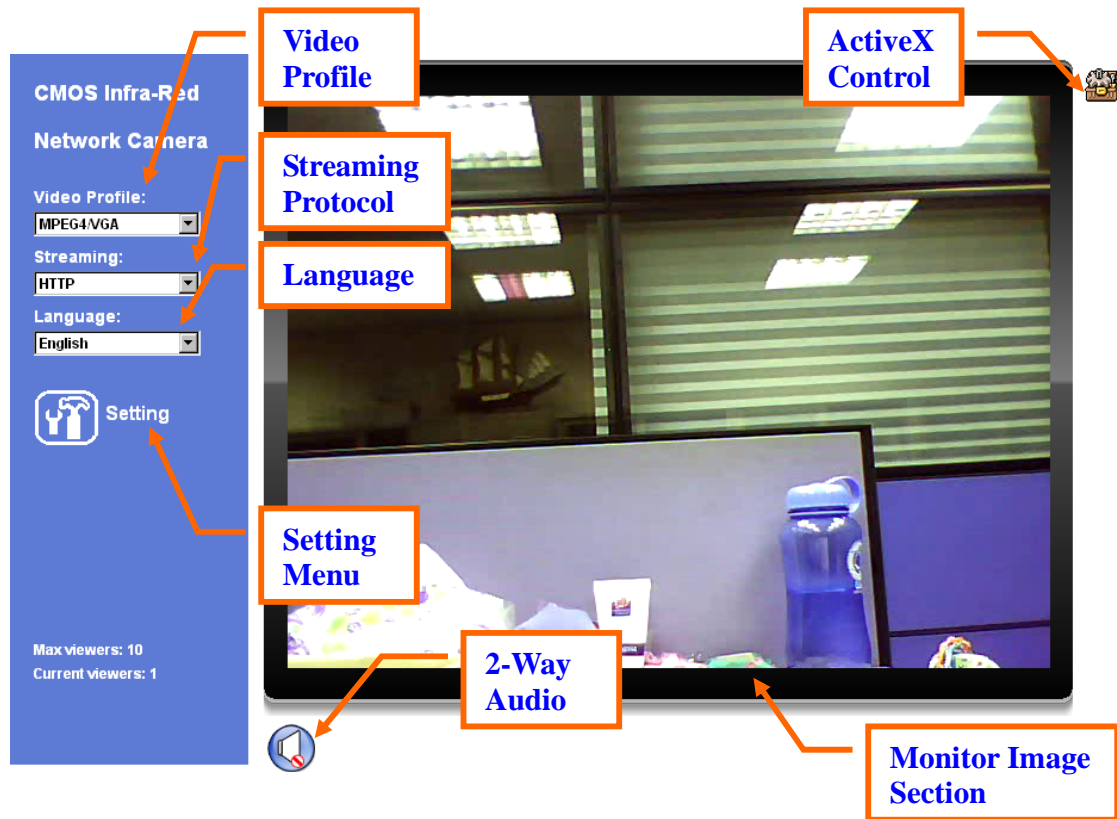 CMOS Infra-Red
Network Camera
Video Profile:
MPEG4/VGA
Streaming:
HTTP
Language:
English
Setting
Max viewers: 10
Current viewers: 1
Video
Profile
Streaming
Protocol
Language
Setting
Menu
2-Way
Audio
ActiveX
Control
Monitor Image
Section